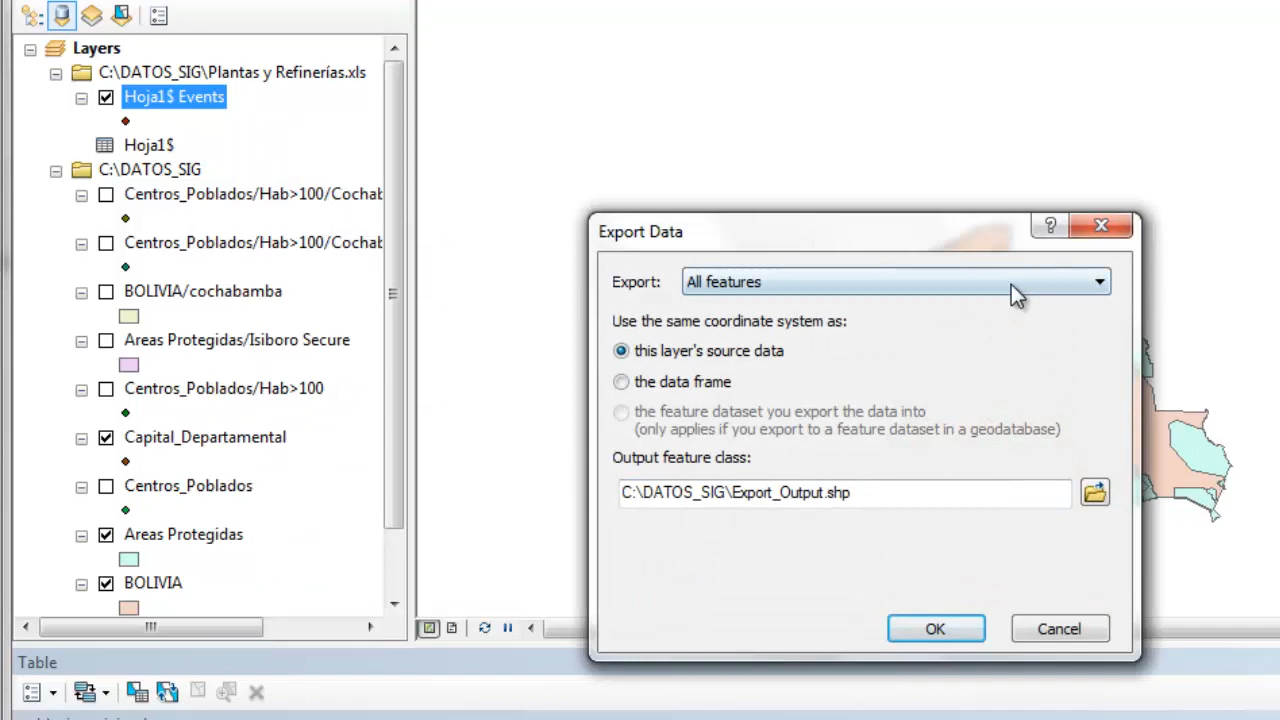 Layers
C:\DATOS_SIG\Plantas y Refinerías.xls
Hoja1$ Events
Hoja1$
C:\DATOS_SIG
Centros_Poblados/Hab>100/Cochab
Centros_Poblados/Hab>100/Cochab
BOLIVIA/cochabamba
Areas Protegidas/Isiboro Secure
Centros_Poblados/Hab>100
Capital_Departamental
Centros_Poblados
Areas Protegidas
BOLIVIA
Export Data
Export: All features
Use the same coordinate system as:
this layer's source data
the data frame
the feature dataset you export the data into
(only applies if you export to a feature dataset in a geodatabase)
Output feature class:
C:\DATOS_SIG\Export_Output.shp
OK Cancel
Table